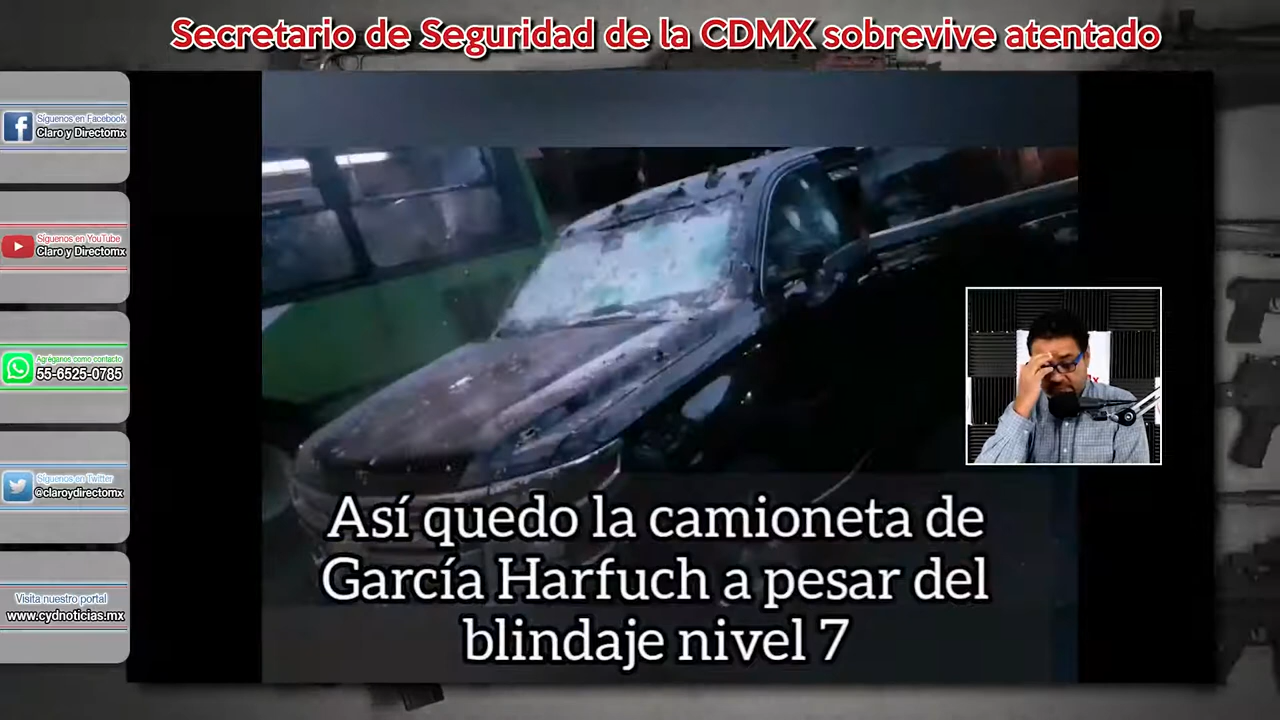 Secretario de Seguridad de la CDMX sobrevive atentado
Síguenos en Facebook
Claro y Directomx
Síguenos en YouTube
Claro y Directomx
Agréganos como contacto
55-6525-0785
Síguenos en Twitter
@claroydirectomx
Visita nuestro portal
www.cydnoticias.mx
Así quedo la camioneta de
García Harfuch a pesar del
blindaje nivel 7